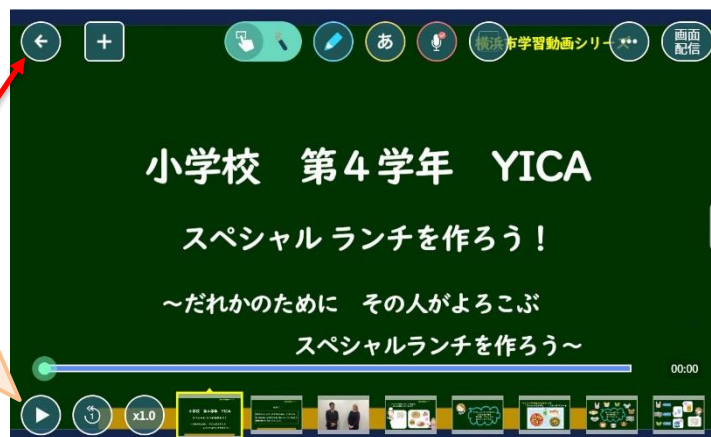 あ
横浜市学習動画シリーズ
画面
配信
小学校 第4学年 YICA
スペシャル ランチを作ろう！
～だれかのために その人がよろこぶ
スペシャルランチを作ろう～
00:00
1
x1.0